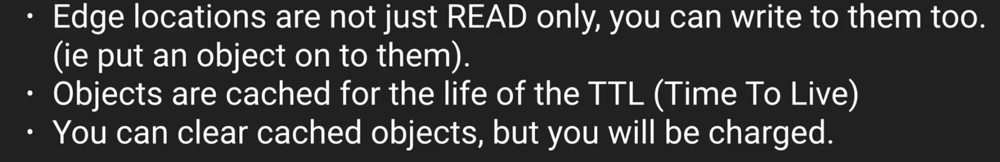 • Edge locations are not just READ only, you can write to them too.
(ie put an object on to them).
• Objects are cached for the life of the TTL (Time To Live)
• You can clear cached objects, but you will be charged.